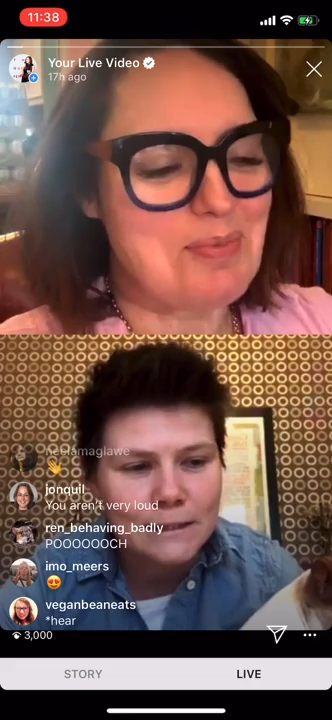 11:38
Your Live Video
17h ago
neelamaglawe
jonquil
You aren't very loud
ren_behaving_badly
POOOOOOCH
imo_meers
veganbeaneats
*hear
3,000
STORY
LIVE